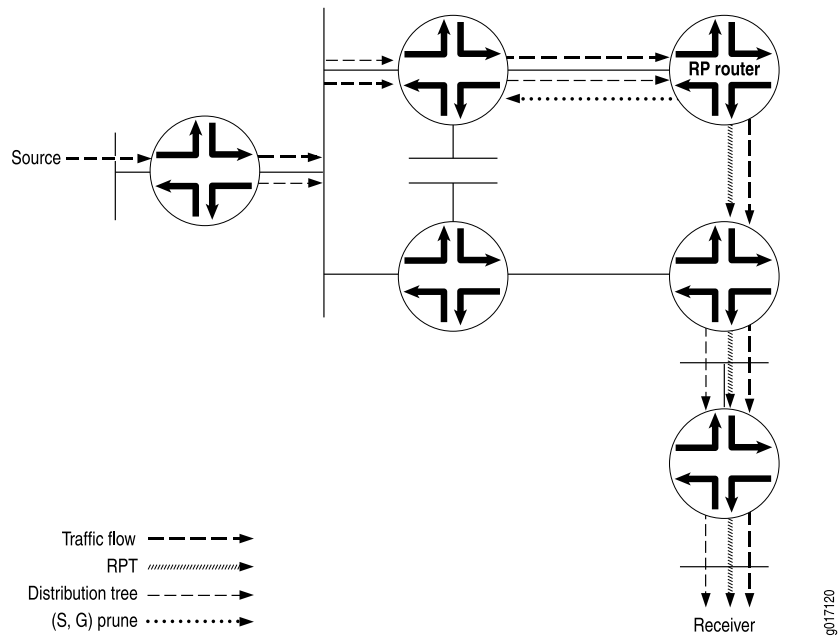 RP router
Source
Traffic flow
RPT
Distribution tree
(S, G) prune
Receiver
g017120